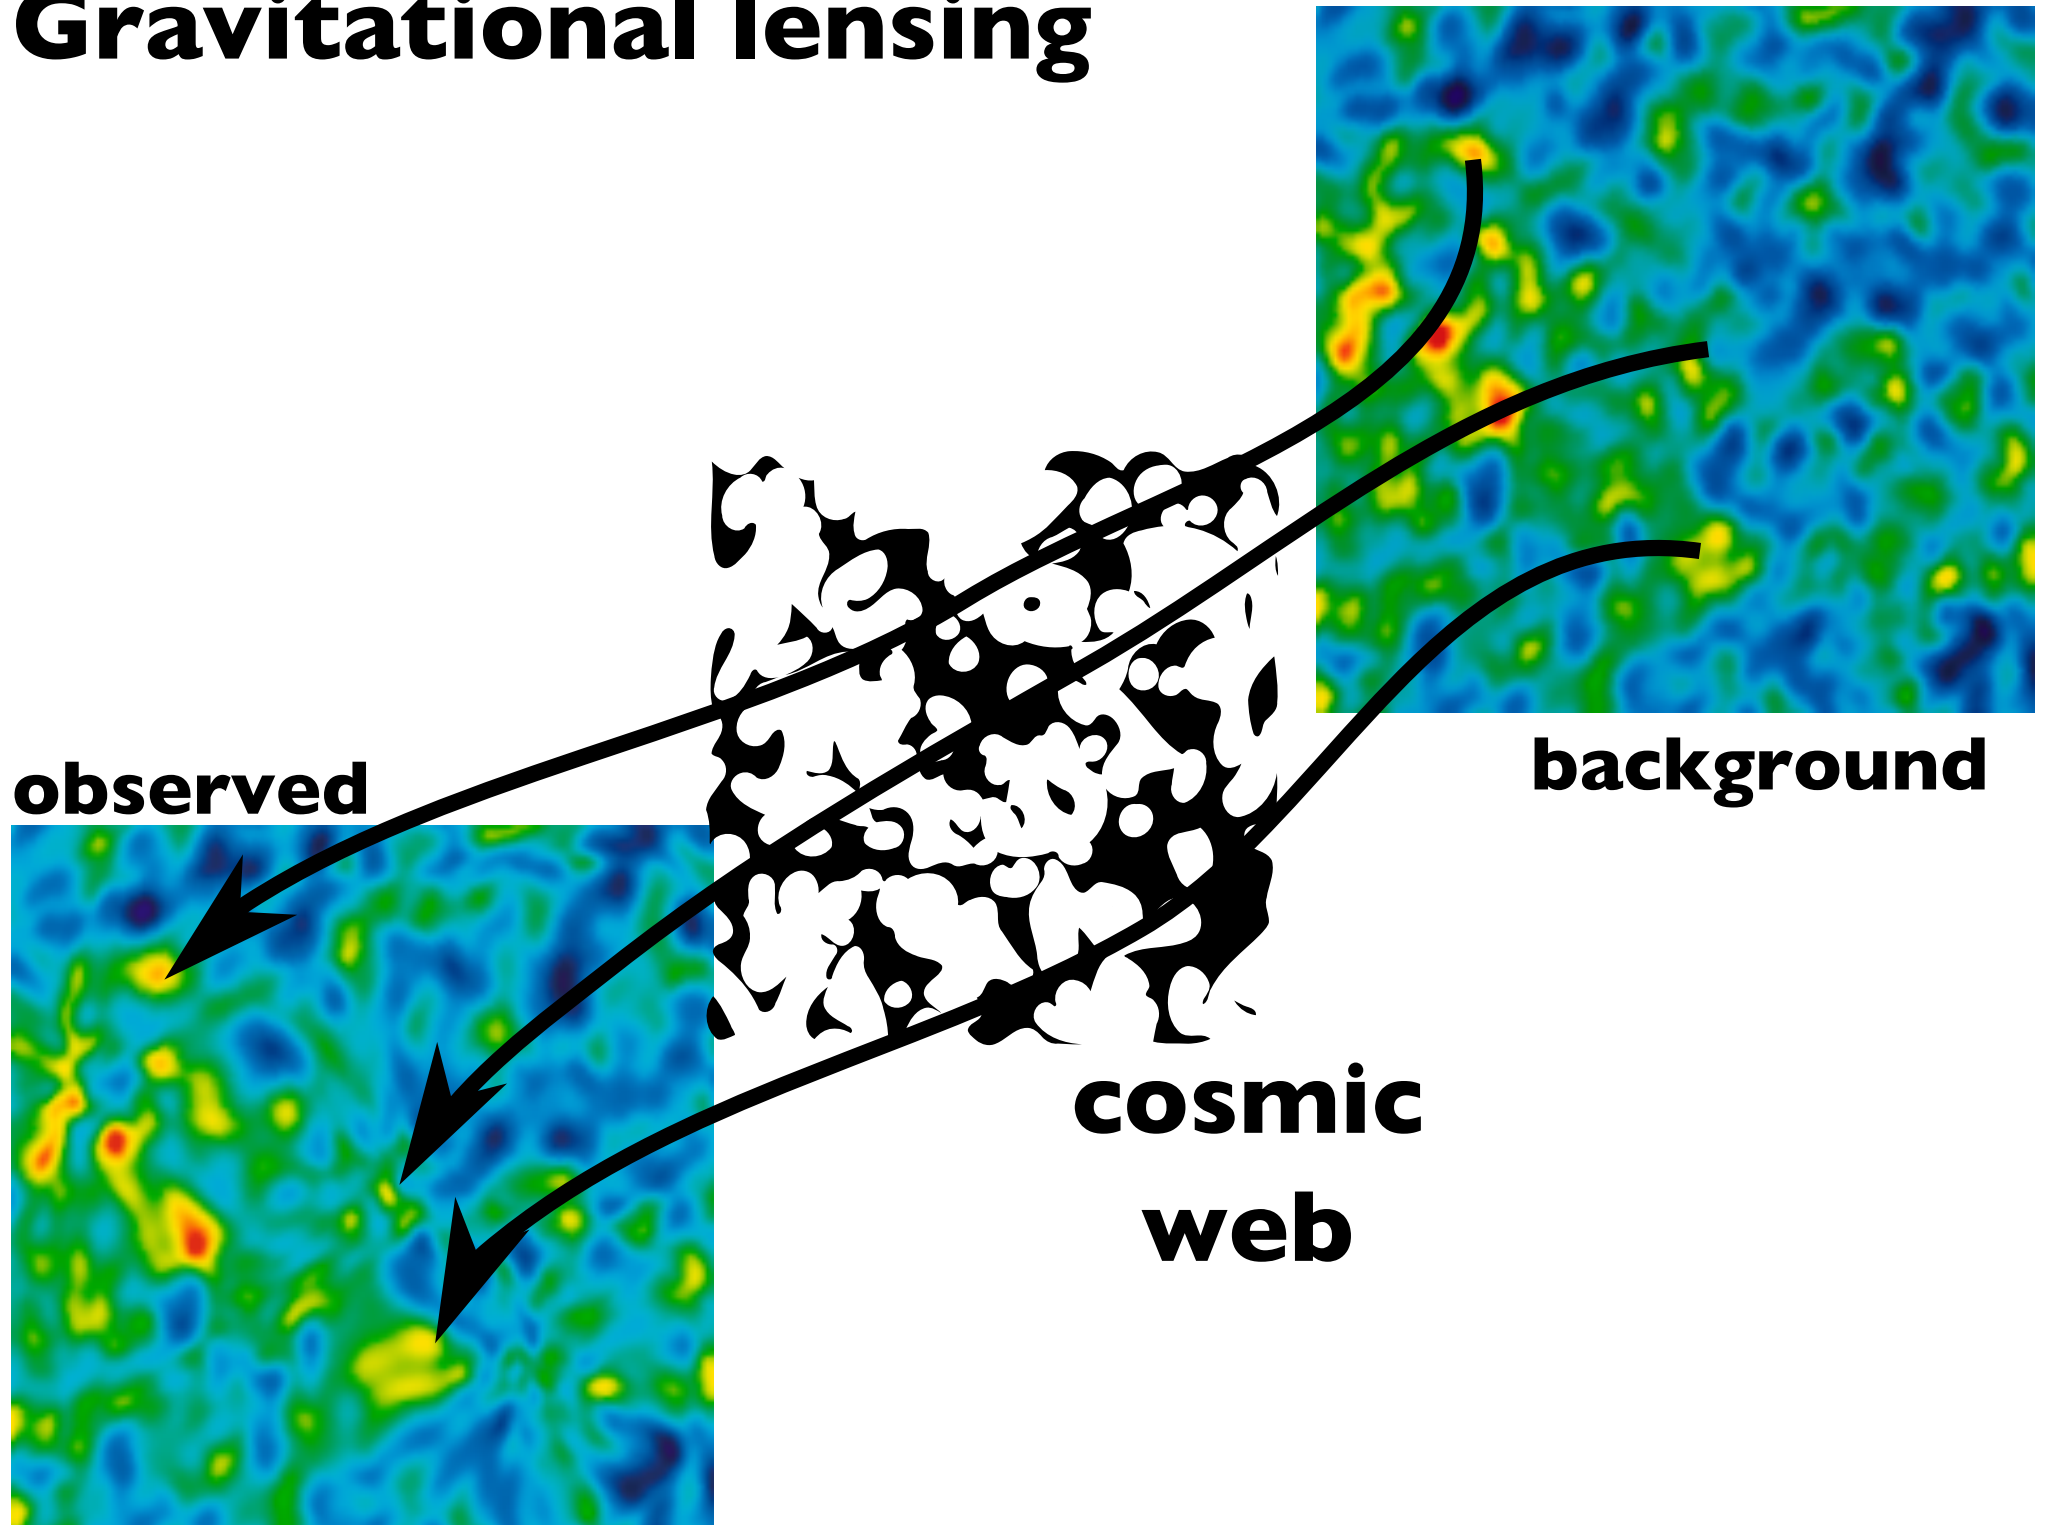 Gravitational lensing
observed
background
cosmic
web